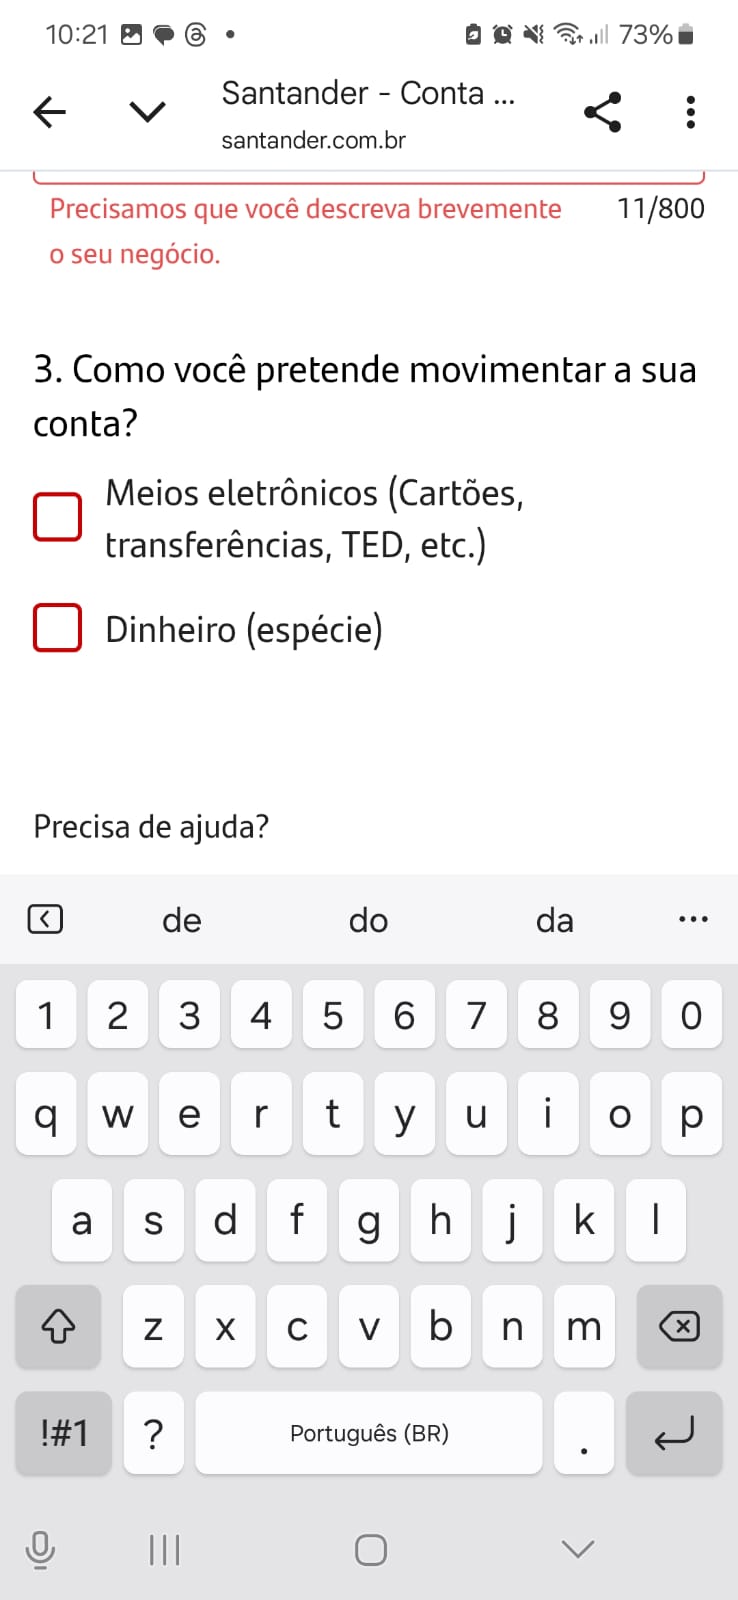 10:21 73%
Santander - Conta ...
santander.com.br
Precisamos que você descreva brevemente 11/800
o seu negócio.
3. Como você pretende movimentar a sua
conta?
Meios eletrônicos (Cartões,
transferências, TED, etc.)
Dinheiro (espécie)
Precisa de ajuda?
de do da
1 2 3 4 5 6 7 8 9 0
q w e r t y u i o p
a s d f g h j k l
z x c v b n m
!#1 ? Português (BR) .